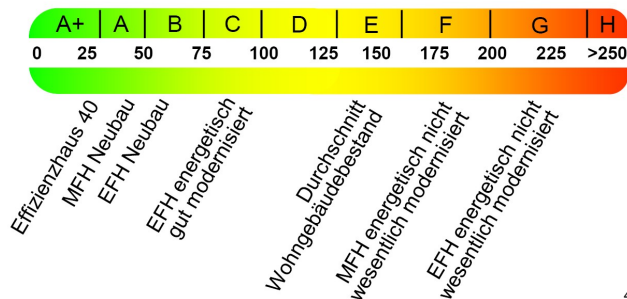 A+ A B C D E F G H
0 25 50 75 100 125 150 175 200 225 >250
Effizienzhaus 40
MFH Neubau
EFH Neubau
EFH energetisch
gut modernisiert
Durchschnitt
Wohngebäudebestand
MFH energetisch nicht
wesentlich modernisiert
EFH energetisch nicht
wesentlich modernisiert